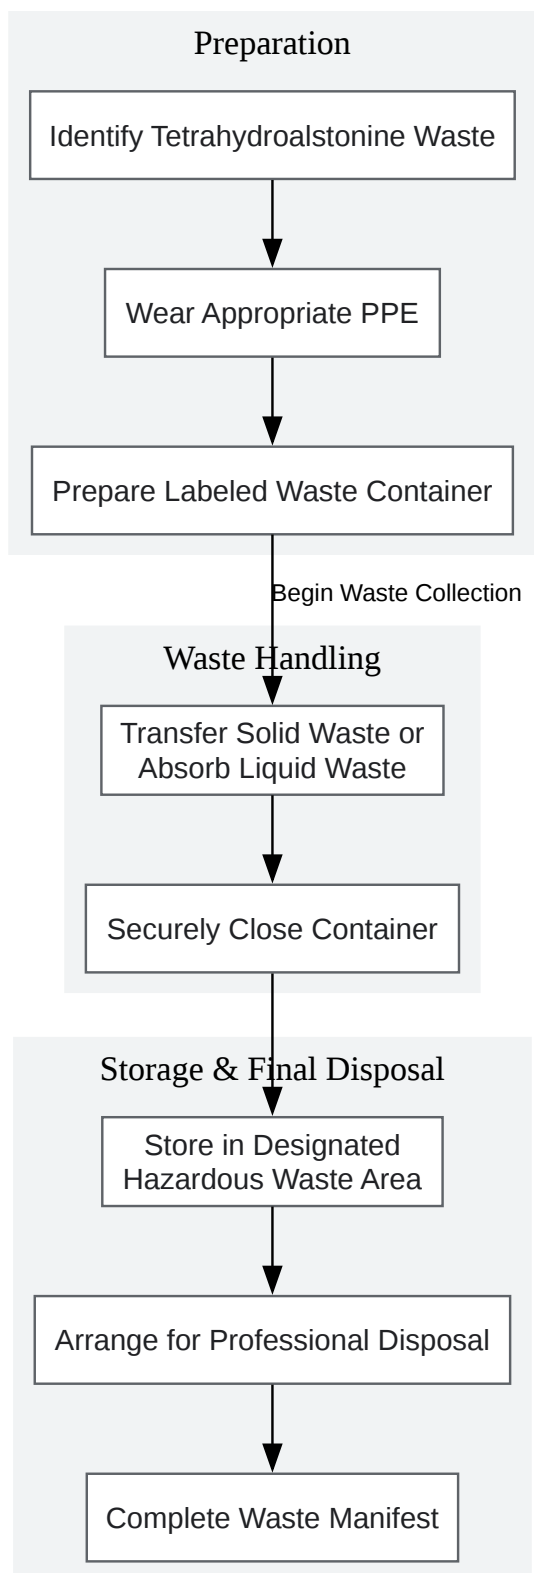 Preparation
Identify Tetrahydroalstonine Waste
Wear Appropriate PPE
Prepare Labeled Waste Container
Begin Waste Collection
Waste Handling
Transfer Solid Waste or
Absorb Liquid Waste
Securely Close Container
Storage & Final Disposal
Store in Designated
Hazardous Waste Area
Arrange for Professional Disposal
Complete Waste Manifest